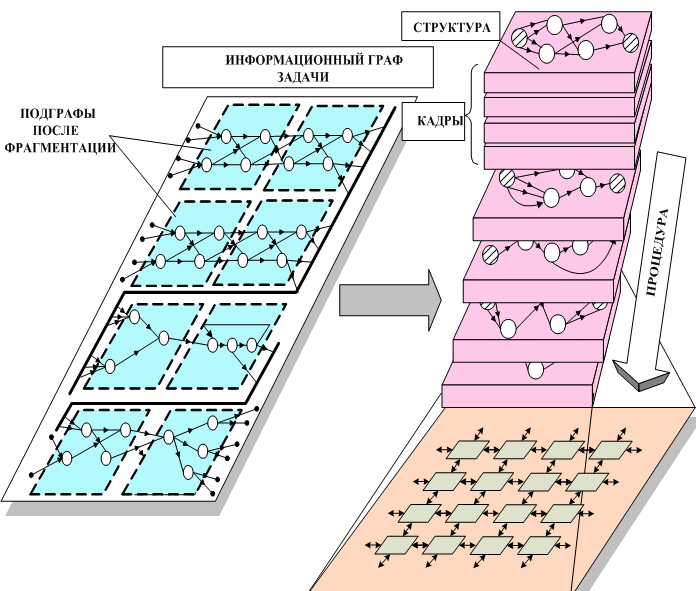 СТРУКТУРА
ИНФОРМАЦИОННЫЙ ГРАФ
ЗАДАЧИ
ПОДГРАФЫ
ПОСЛЕ
ФРАГМЕНТАЦИИ
КАДРЫ
ПРОЦЕДУРА